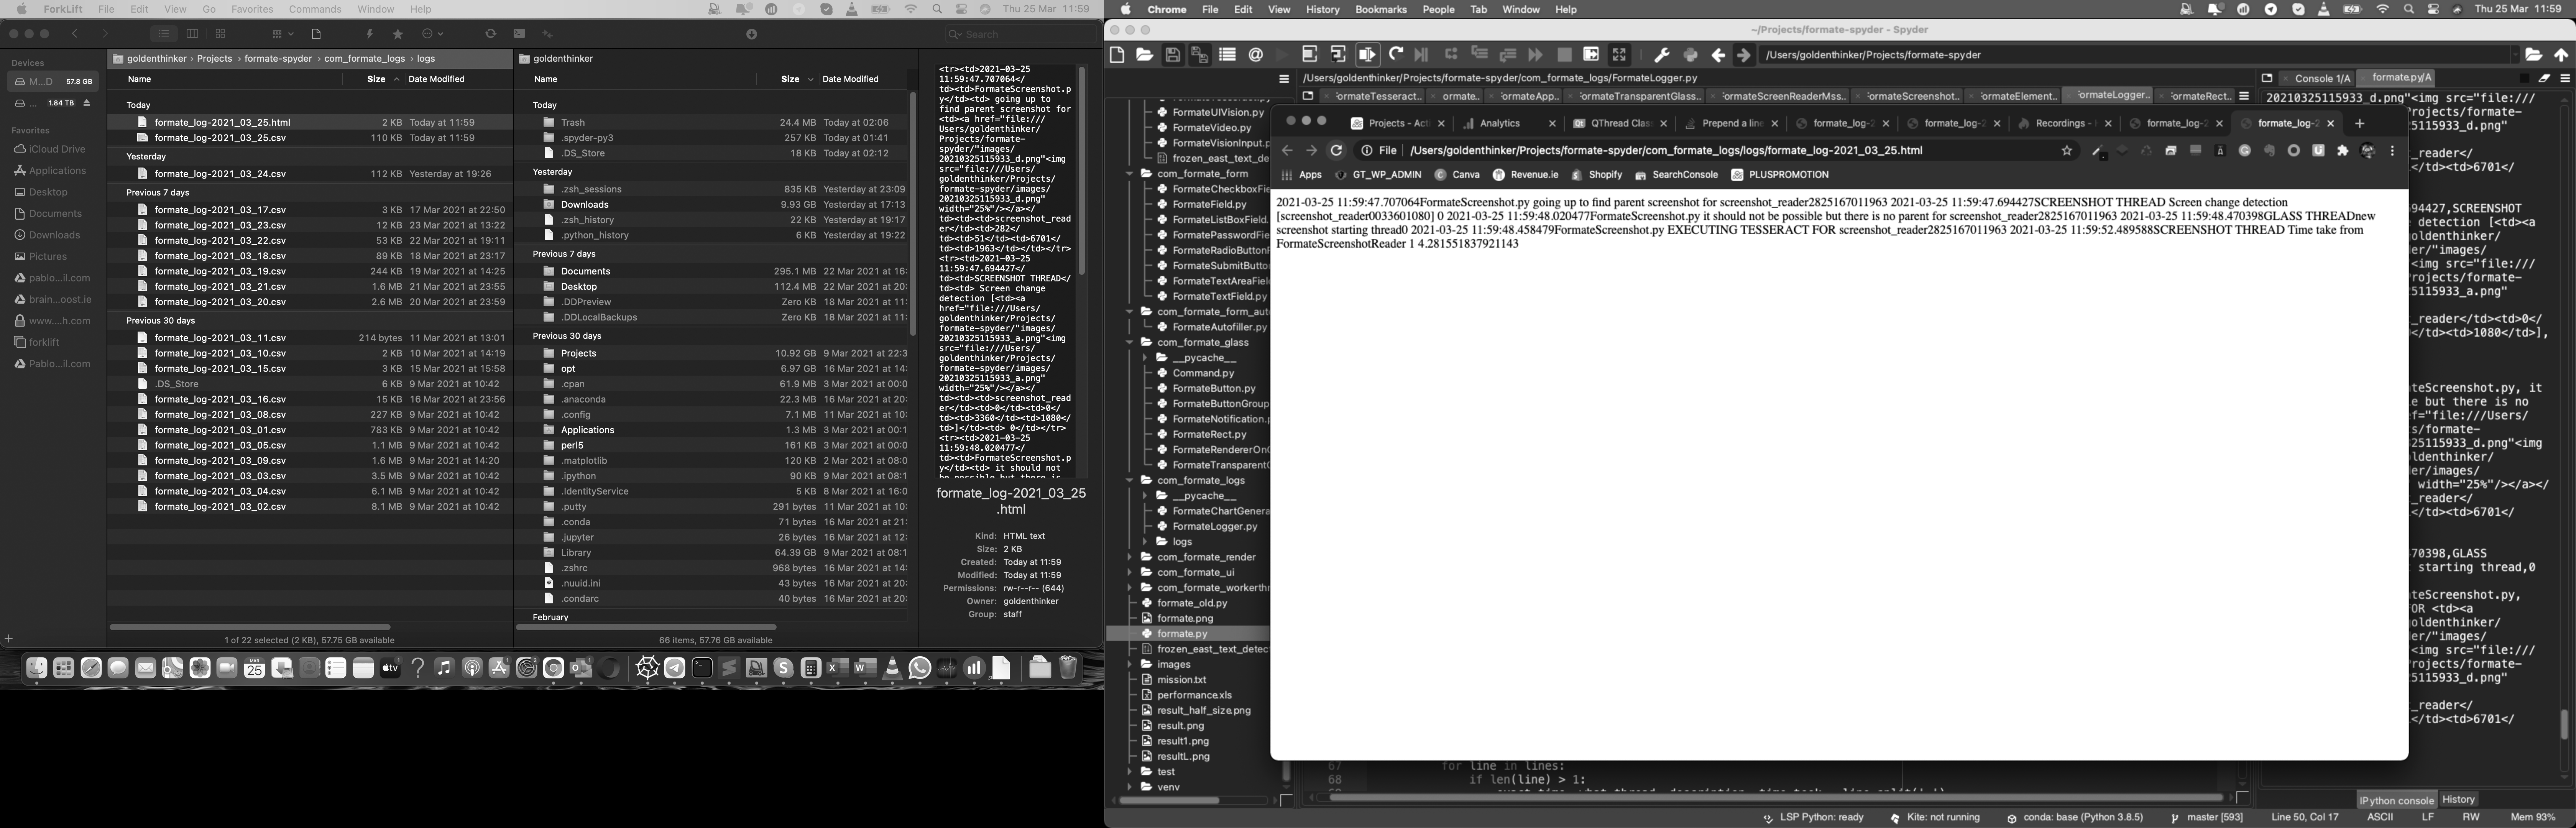 ForkLift File Edit View Go Favorites Commands Window Help
Thu 25 Mar 11:59
Search
Devices
M...D 57.8 GB
... 1.84 TB
Favorites
iCloud Drive
Applications
Desktop
Documents
Downloads
Pictures
pablo...il.com
brain...oost.ie
www....h.com
forklift
Pablo...il.com
goldenthinker › Projects › formate-spyder › com_formate_logs › logs
Name Size Date Modified
Today
formate_log-2021_03_25.html 2 KB Today at 11:59
formate_log-2021_03_25.csv 110 KB Today at 11:59
Yesterday
formate_log-2021_03_24.csv 112 KB Yesterday at 19:26
Previous 7 days
formate_log-2021_03_17.csv 3 KB 17 Mar 2021 at 22:50
formate_log-2021_03_23.csv 12 KB 23 Mar 2021 at 13:22
formate_log-2021_03_22.csv 53 KB 22 Mar 2021 at 19:11
formate_log-2021_03_18.csv 89 KB 18 Mar 2021 at 23:17
formate_log-2021_03_19.csv 244 KB 19 Mar 2021 at 14:25
formate_log-2021_03_21.csv 1.6 MB 21 Mar 2021 at 23:55
formate_log-2021_03_20.csv 2.6 MB 20 Mar 2021 at 23:59
Previous 30 days
formate_log-2021_03_11.csv 214 bytes 11 Mar 2021 at 13:01
formate_log-2021_03_10.csv 2 KB 10 Mar 2021 at 14:19
formate_log-2021_03_15.csv 3 KB 15 Mar 2021 at 15:58
.DS_Store 6 KB 9 Mar 2021 at 10:42
formate_log-2021_03_16.csv 15 KB 16 Mar 2021 at 23:56
formate_log-2021_03_08.csv 227 KB 9 Mar 2021 at 10:42
formate_log-2021_03_01.csv 783 KB 9 Mar 2021 at 10:42
formate_log-2021_03_05.csv 1.1 MB 9 Mar 2021 at 10:42
formate_log-2021_03_09.csv 1.6 MB 9 Mar 2021 at 14:20
formate_log-2021_03_03.csv 3.5 MB 9 Mar 2021 at 10:42
formate_log-2021_03_04.csv 6.1 MB 9 Mar 2021 at 10:42
formate_log-2021_03_02.csv 8.1 MB 9 Mar 2021 at 10:42
1 of 22 selected (2 KB), 57.75 GB available
goldenthinker
Name Size Date Modified
Today
Trash 24.4 MB Today at 02:06
.spyder-py3 257 KB Today at 01:41
.DS_Store 18 KB Today at 02:12
Yesterday
.zsh_sessions 835 KB Yesterday at 23:09
Downloads 9.93 GB Yesterday at 17:13
.zsh_history 22 KB Yesterday at 19:17
.python_history 6 KB Yesterday at 19:22
Previous 7 days
Documents 295.1 MB 22 Mar 2021 at 16:
Desktop 112.4 MB 22 Mar 2021 at 20:
.DDPreview Zero KB 18 Mar 2021 at 11:
.DDLocalBackups Zero KB 18 Mar 2021 at 11:
Previous 30 days
Projects 10.92 GB 9 Mar 2021 at 22:3
opt 6.97 GB 16 Mar 2021 at 14:
.cpan 61.9 MB 3 Mar 2021 at 00:0
.anaconda 22.3 MB 16 Mar 2021 at 20:
.config 7.1 MB 11 Mar 2021 at 10:
Applications 1.3 MB 3 Mar 2021 at 00:1
perl5 161 KB 3 Mar 2021 at 00:0
.matplotlib 120 KB 2 Mar 2021 at 08:0
.ipython 90 KB 9 Mar 2021 at 08:1
.IdentityService 5 KB 8 Mar 2021 at 16:0
.putty 291 bytes 11 Mar 2021 at 10:
.conda 71 bytes 16 Mar 2021 at 21:
.jupyter 26 bytes 16 Mar 2021 at 12:
Library 64.39 GB 9 Mar 2021 at 08:1
.zshrc 968 bytes 16 Mar 2021 at 14:
.nuuid.ini 43 bytes 16 Mar 2021 at 20:
.condarc 40 bytes 16 Mar 2021 at 20:
February
66 items, 57.76 GB available
<tr><td>2021-03-25
11:59:47.707064</
td><td>FormateScreenshot.p
y</td><td> going up to
find parent screenshot for
<td><a href="file:///
Users/goldenthinker/
Projects/formate-
spyder/"images/
20210325115933_d.png"<img
src="file:///Users/
goldenthinker/Projects/
formate-spyder/images/
20210325115933_d.png"
width="25%"/></a></
td><td>screenshot_read
er</td><td>282</
td><td>51</td><td>6701</
td><td>1963</td></td></tr>
<tr><td>2021-03-25
11:59:47.694427</
td><td>SCREENSHOT THREAD</
td><td> Screen change
detection [<td><a
href="file:///Users/
goldenthinker/Projects/
formate-spyder/"images/
20210325115933_a.png"<img
src="file:///Users/
goldenthinker/Projects/
formate-spyder/images/
20210325115933_a.png"
width="25%"/></a></
td><td>screenshot_read
er</td><td>0</td><td>0</
td><td>3360</td><td>1080</
td>]</td><td> 0</td></tr>
<tr><td>2021-03-25
11:59:48.020477</
td><td>FormateScreenshot.p
y</td><td> it should not
be possible but there is
formate_log-2021_03_25
.html
Kind: HTML text
Size: 2 KB
Created: Today at 11:59
Modified: Today at 11:59
Permissions: rw-r--r-- (644)
Owner: goldenthinker
Group: staff
MAR
25
tv
Chrome File Edit View History Bookmarks People Tab Window Help
Thu 25 Mar 11:59
~/Projects/formate-spyder - Spyder
/Users/goldenthinker/Projects/formate-spyder
/Users/goldenthinker/Projects/formate-spyder/com_formate_logs/FormateLogger.py
Console 1/A formate.py/A
ormateTesseract.. ormate.. ormateApp.. ormateTransparentGlass.. ormateScreenReaderMss.. ormateScreenshot.. ormateElement.. ormateLogger.. ormateRect..
FormateUIVision.py
FormateVideo.py
FormateVisionInput.p
frozen_east_text_de
com_formate_form
FormateCheckboxFie
FormateField.py
FormateListBoxField.
FormatePasswordFie
FormateRadioButtonF
FormateSubmitButto
FormateTextAreaFiel
FormateTextField.py
com_formate_form_aut
FormateAutofiller.py
com_formate_glass
__pycache__
Command.py
FormateButton.py
FormateButtonGroup
FormateNotification.p
FormateRect.py
FormateRendererOnG
FormateTransparentG
com_formate_logs
__pycache__
FormateChartGenera
FormateLogger.py
logs
com_formate_render
com_formate_ui
com_formate_workerthr
formate_old.py
formate.png
formate.py
frozen_east_text_detec
images
mission.txt
performance.xls
result_half_size.png
result.png
result1.png
resultL.png
test
venv
Projects - Acti Analytics QThread Clas Prepend a line formate_log-2 formate_log-2 Recordings - formate_log-2 formate_log-2
File /Users/goldenthinker/Projects/formate-spyder/com_formate_logs/logs/formate_log-2021_03_25.html
Apps GT_WP_ADMIN Canva Revenue.ie Shopify SearchConsole PLUSPROMOTION
2021-03-25 11:59:47.707064FormateScreenshot.py going up to find parent screenshot for screenshot_reader2825167011963 2021-03-25 11:59:47.694427SCREENSHOT THREAD Screen change detection
[screenshot_reader0033601080] 0 2021-03-25 11:59:48.020477FormateScreenshot.py it should not be possible but there is no parent for screenshot_reader2825167011963 2021-03-25 11:59:48.470398GLASS THREADnew
screenshot starting thread0 2021-03-25 11:59:48.458479FormateScreenshot.py EXECUTING TESSERACT FOR screenshot_reader2825167011963 2021-03-25 11:59:52.489588SCREENSHOT THREAD Time take from
FormateScreenshotReader 1 4.281551837921143
20210325115933_d.png"<img src="file:///
rojects/formate-
25115933_d.png"
_reader</
<td>6701</
94427,SCREENSHOT
e detection [<td><a
oldenthinker/
er/"images/
<img src="file:///
rojects/formate-
25115933_a.png"
_reader</td><td>0</
0</td><td>1080</td>],
ateScreenshot.py, it
e but there is no
ef="file:///Users/
/formate-
25115933_d.png"<img
enthinker/
er/images/
width="25%"/></a></
_reader</
<td>6701</
70398,GLASS
starting thread,0
ateScreenshot.py,
FOR <td><a
oldenthinker/
er/"images/
<img src="file:///
rojects/formate-
25115933_d.png"
_reader</
<td>6701</
67 for line in lines:
68 if len(line) > 1:
IPython console History
LSP Python: ready Kite: not running conda: base (Python 3.8.5) master [593] Line 50, Col 17 ASCII LF RW Mem 93%